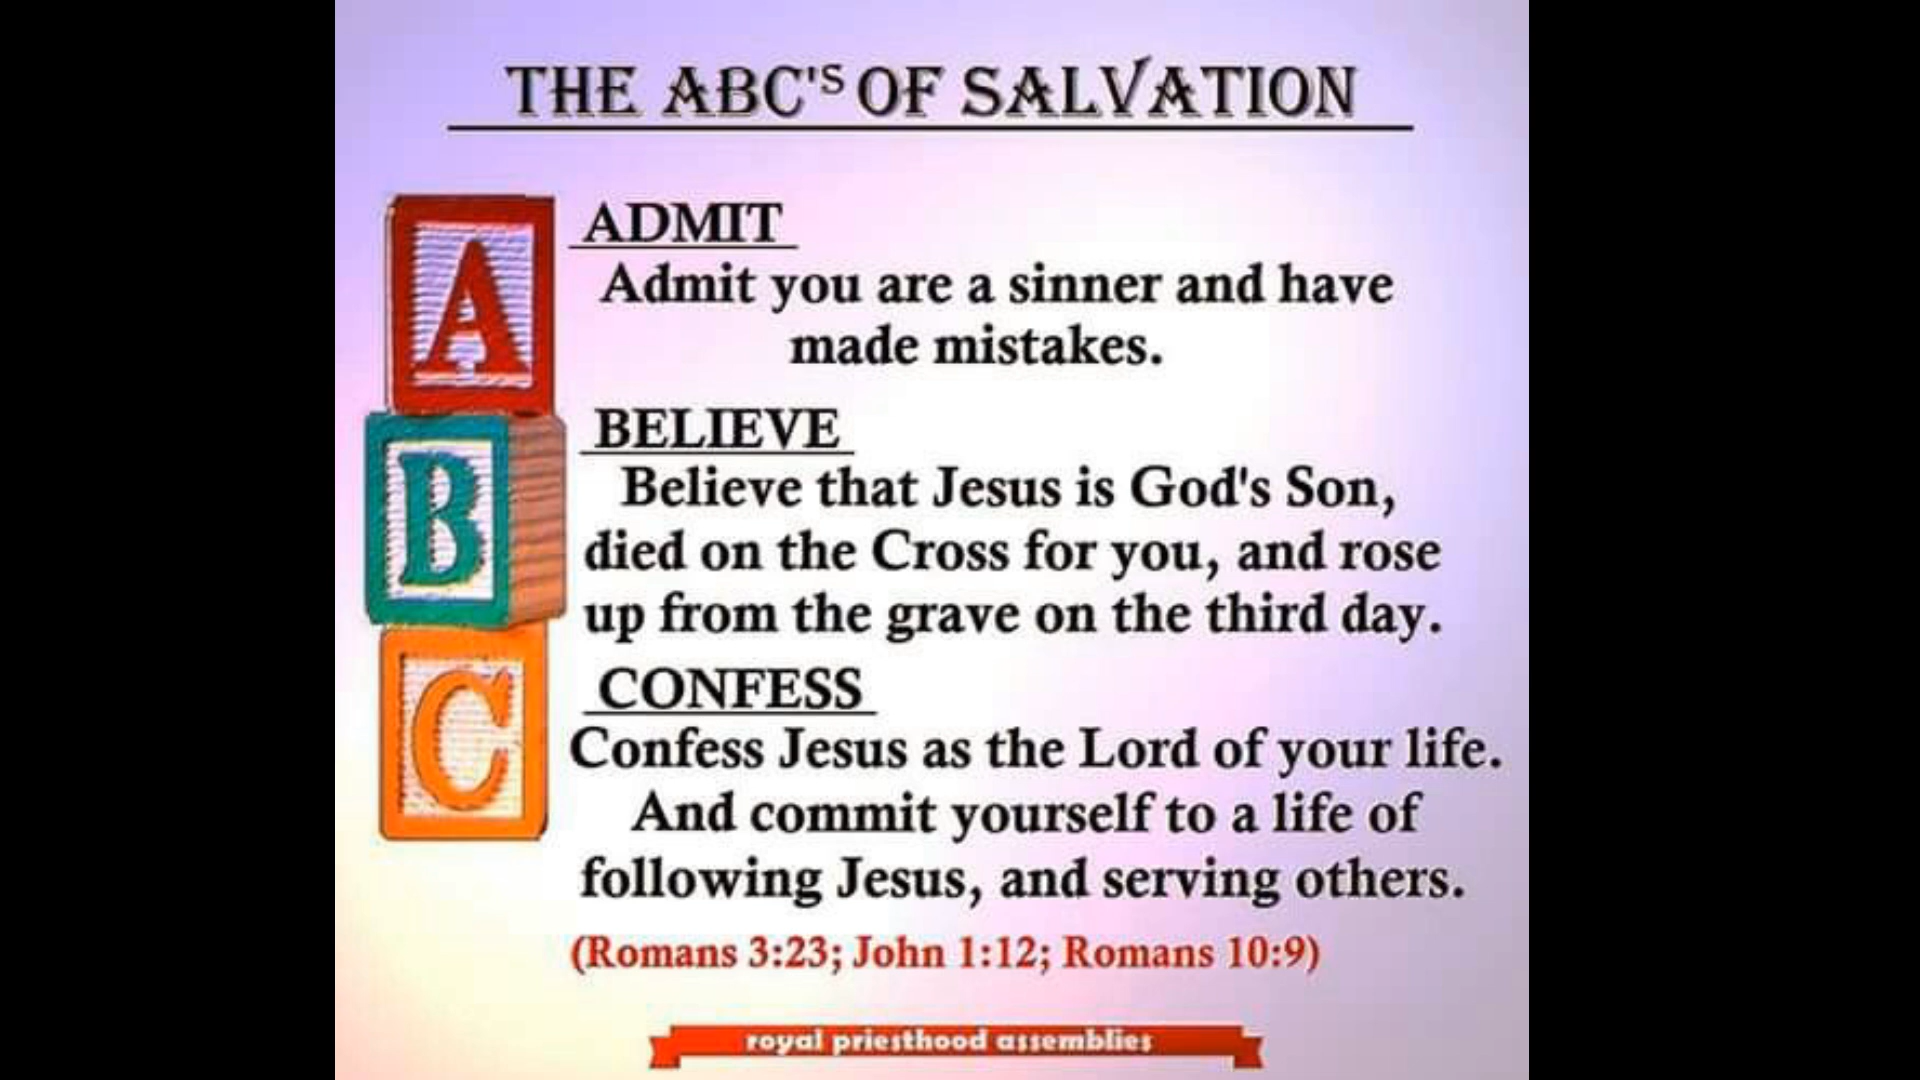 THE ABC'S OF SALVATION
A
ADMIT
Admit you are a sinner and have
made mistakes.
B
BELIEVE
Believe that Jesus is God's Son,
died on the Cross for you, and rose
up from the grave on the third day.
C
CONFESS
Confess Jesus as the Lord of your life.
And commit yourself to a life of
following Jesus, and serving others.
(Romans 3:23; John 1:12; Romans 10:9)
royal priesthood assemblies